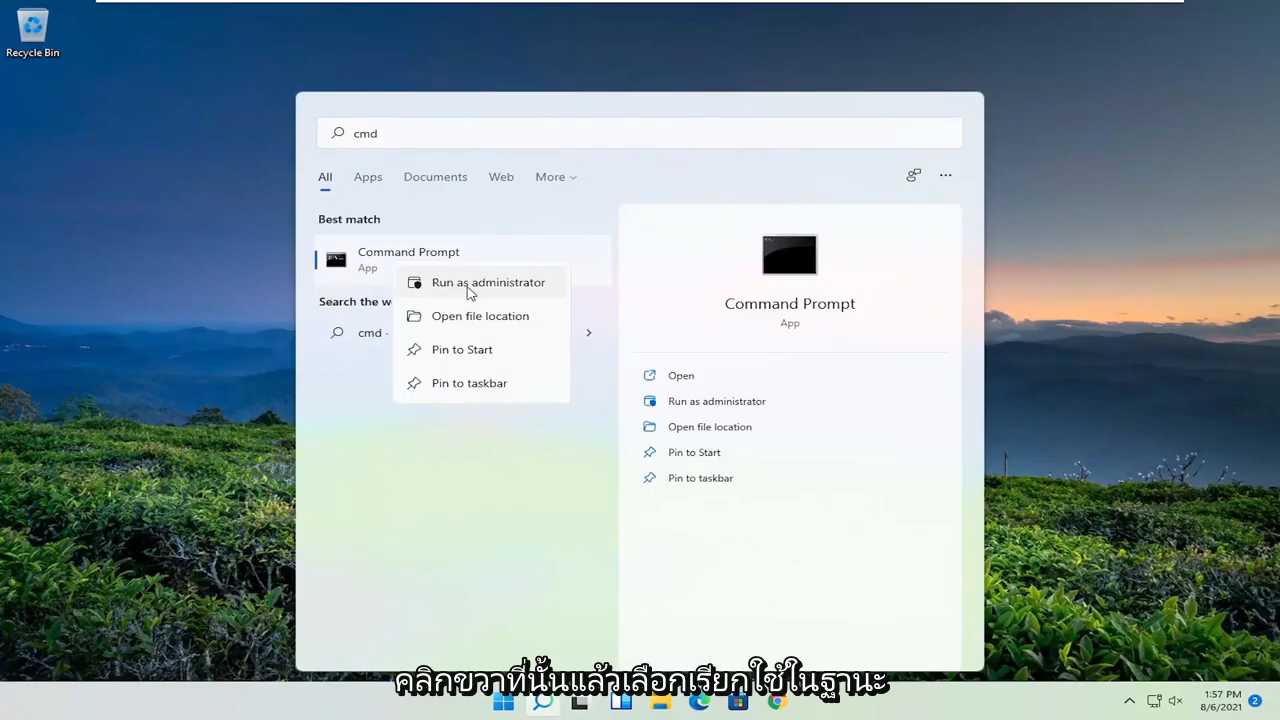 Recycle Bin
cmd
All Apps Documents Web More
Best match
Command Prompt
App
Run as administrator
Search the we
Open file location
cmd -
Pin to Start
Pin to taskbar
Command Prompt
App
Open
Run as administrator
Open file location
Pin to Start
Pin to taskbar
คลิกขวาที่นั้นแล้วเลือกเรียกใช้ในฐานะ
1:57 PM
8/6/2021
2